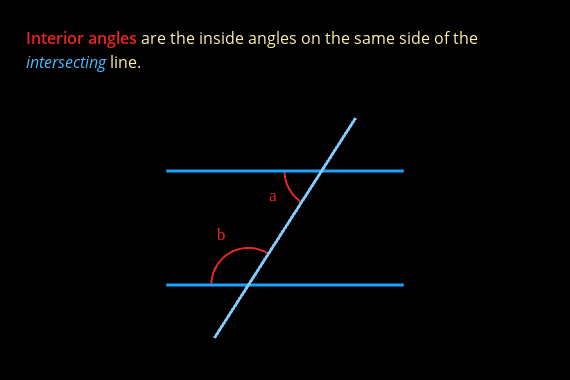 Interior angles are the inside angles on the same side of the
intersecting line.
a
b